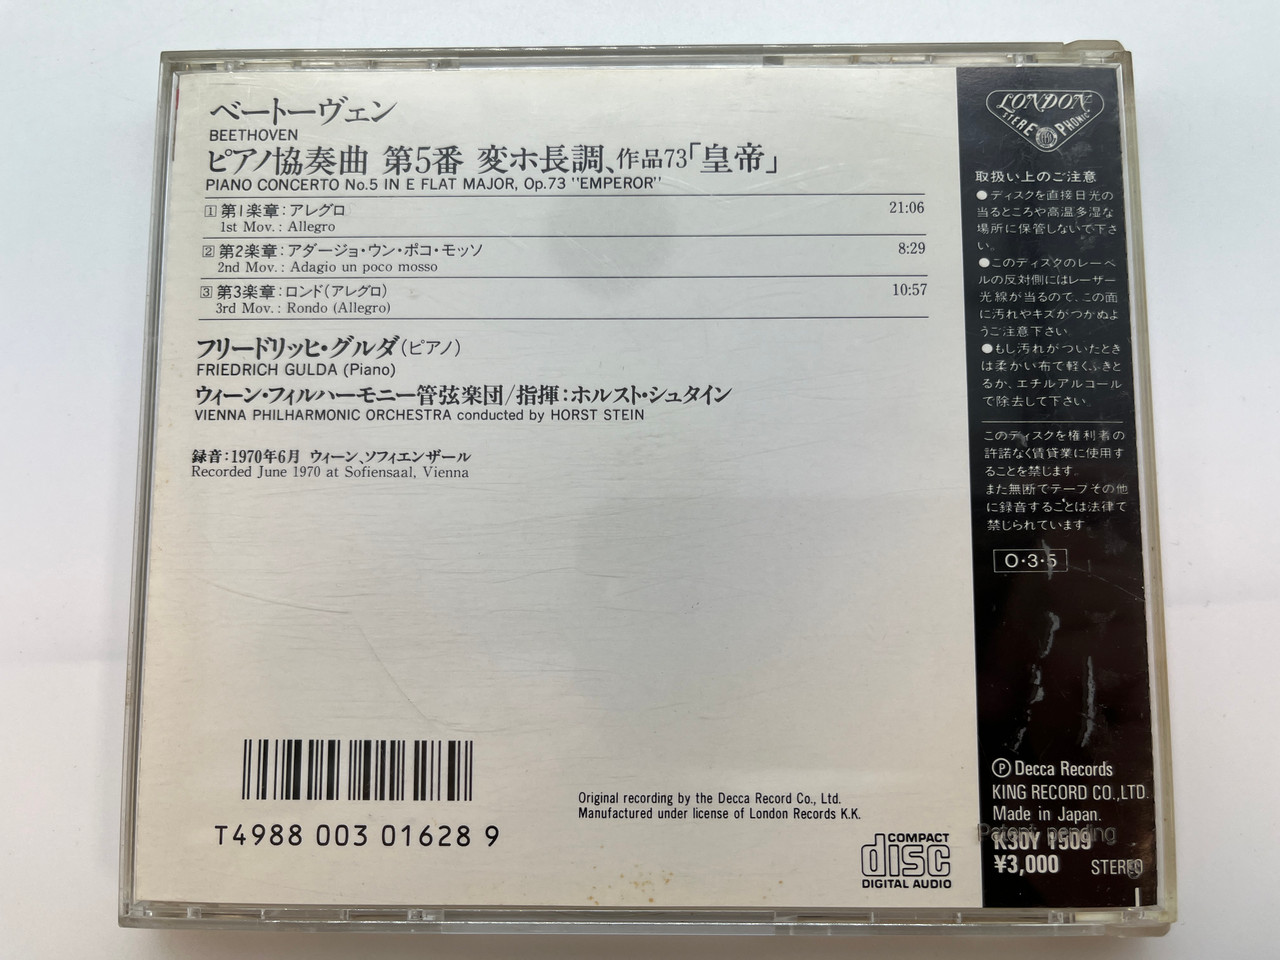 ベートーヴェン
BEETHOVEN
ピアノ協奏曲 第5番 変ホ長調、作品73「皇帝」
PIANO CONCERTO No.5 IN E FLAT MAJOR, Op.73 "EMPEROR"
1 第1楽章：アレグロ 21:06
1st Mov.: Allegro
2 第2楽章：アダージョ・ウン・ポコ・モッソ 8:29
2nd Mov.: Adagio un poco mosso
3 第3楽章：ロンド（アレグロ） 10:57
3rd Mov.: Rondo (Allegro)
フリードリッヒ・グルダ（ピアノ）
FRIEDRICH GULDA (Piano)
ウィーン・フィルハーモニー管弦楽団/指揮：ホルスト・シュタイン
VIENNA PHILHARMONIC ORCHESTRA conducted by HORST STEIN
録音：1970年6月 ウィーン、ソフィエンザール
Recorded June 1970 at Sofiensaal, Vienna
T4988 003 01628 9
Original recording by the Decca Record Co., Ltd.
Manufactured under license of London Records K.K.
COMPACT
disc
DIGITAL AUDIO
LONDON
STEREOPHONIC
取扱い上のご注意
●ディスクを直接日光の
当るところや高温多湿な
場所に保管しないで下さ
い。
●このディスクのレーベ
ルの反対側にはレーザー
光線が当るので、この面
に汚れやキズがつかぬよ
うご注意下さい。
●もし汚れがついたとき
は柔かい布で軽くふきと
るか、エチルアルコール
で除去して下さい。
このディスクを権利者の
許諾なく賃貸業に使用す
ることを禁じます。
また無断でテープその他
に録音することは法律で
禁じられています。
O・3・5
Ⓟ Decca Records
KING RECORD CO.,LTD.
Made in Japan.
Patent pending
K30Y 1509
¥3,000 STEREO